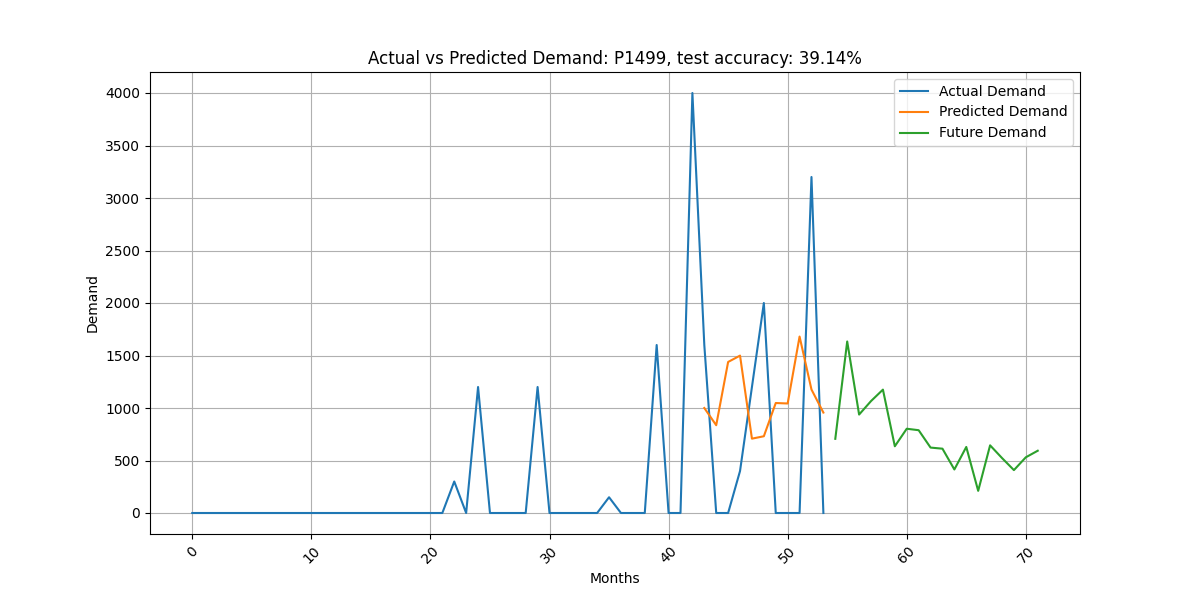 Actual vs Predicted Demand: P1499, test accuracy: 39.14%
Actual Demand
Predicted Demand
Future Demand
4000
3500
3000
2500
2000
1500
1000
500
0
Demand
0 10 20 30 40 50 60 70
Months